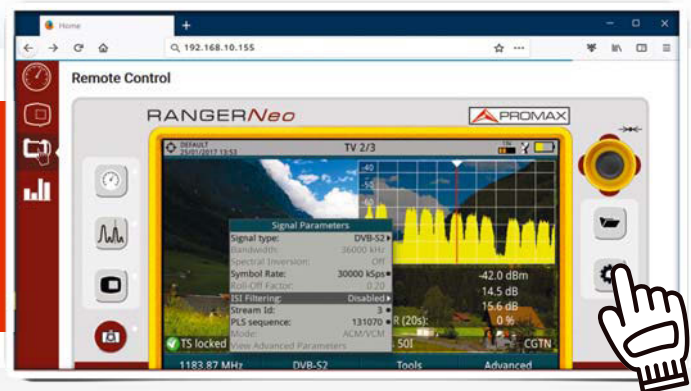 Home
192.168.10.155
Remote Control
RANGERNeo
PROMAX
DEFAULT
25/01/2017 13:53
TV 2/3
-40
-50
-60
Signal Parameters
Signal type: DVB-S2
Bandwidth: 36000 kHz
Spectral Inversion: Off
Symbol Rate: 30000 kSps
Roll-Off Factor: 0.20
ISI Filtering: Disabled
Stream Id: 3
PLS sequence: 131070
Mode: ACM/VCM
View Advanced Parameters
-42.0 dBm
14.5 dB
15.6 dB
R (20s): 0 %
TS locked
50I
CGTN
1183.87 MHz DVB-S2 Tools Advanced